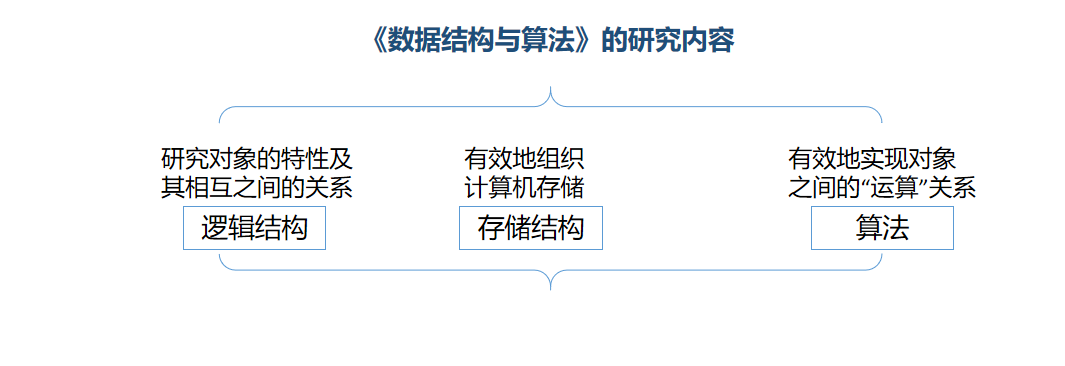 《数据结构与算法》的研究内容
研究对象的特性及
其相互之间的关系
逻辑结构
有效地组织
计算机存储
存储结构
有效地实现对象
之间的“运算”关系
算法